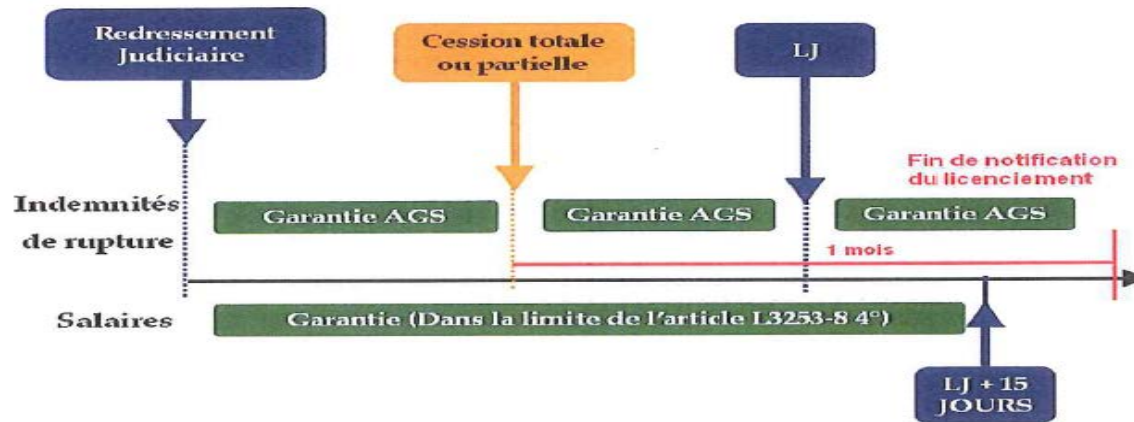 Redressement
Judiciaire
Cession totale
ou partielle
LJ
Fin de notification
du licenciement
Indemnités
de rupture
Garantie AGS
Garantie AGS
Garantie AGS
1 mois
Salaires
Garantie (Dans la limite de l'article L3253-8 4°)
LJ + 15
JOURS